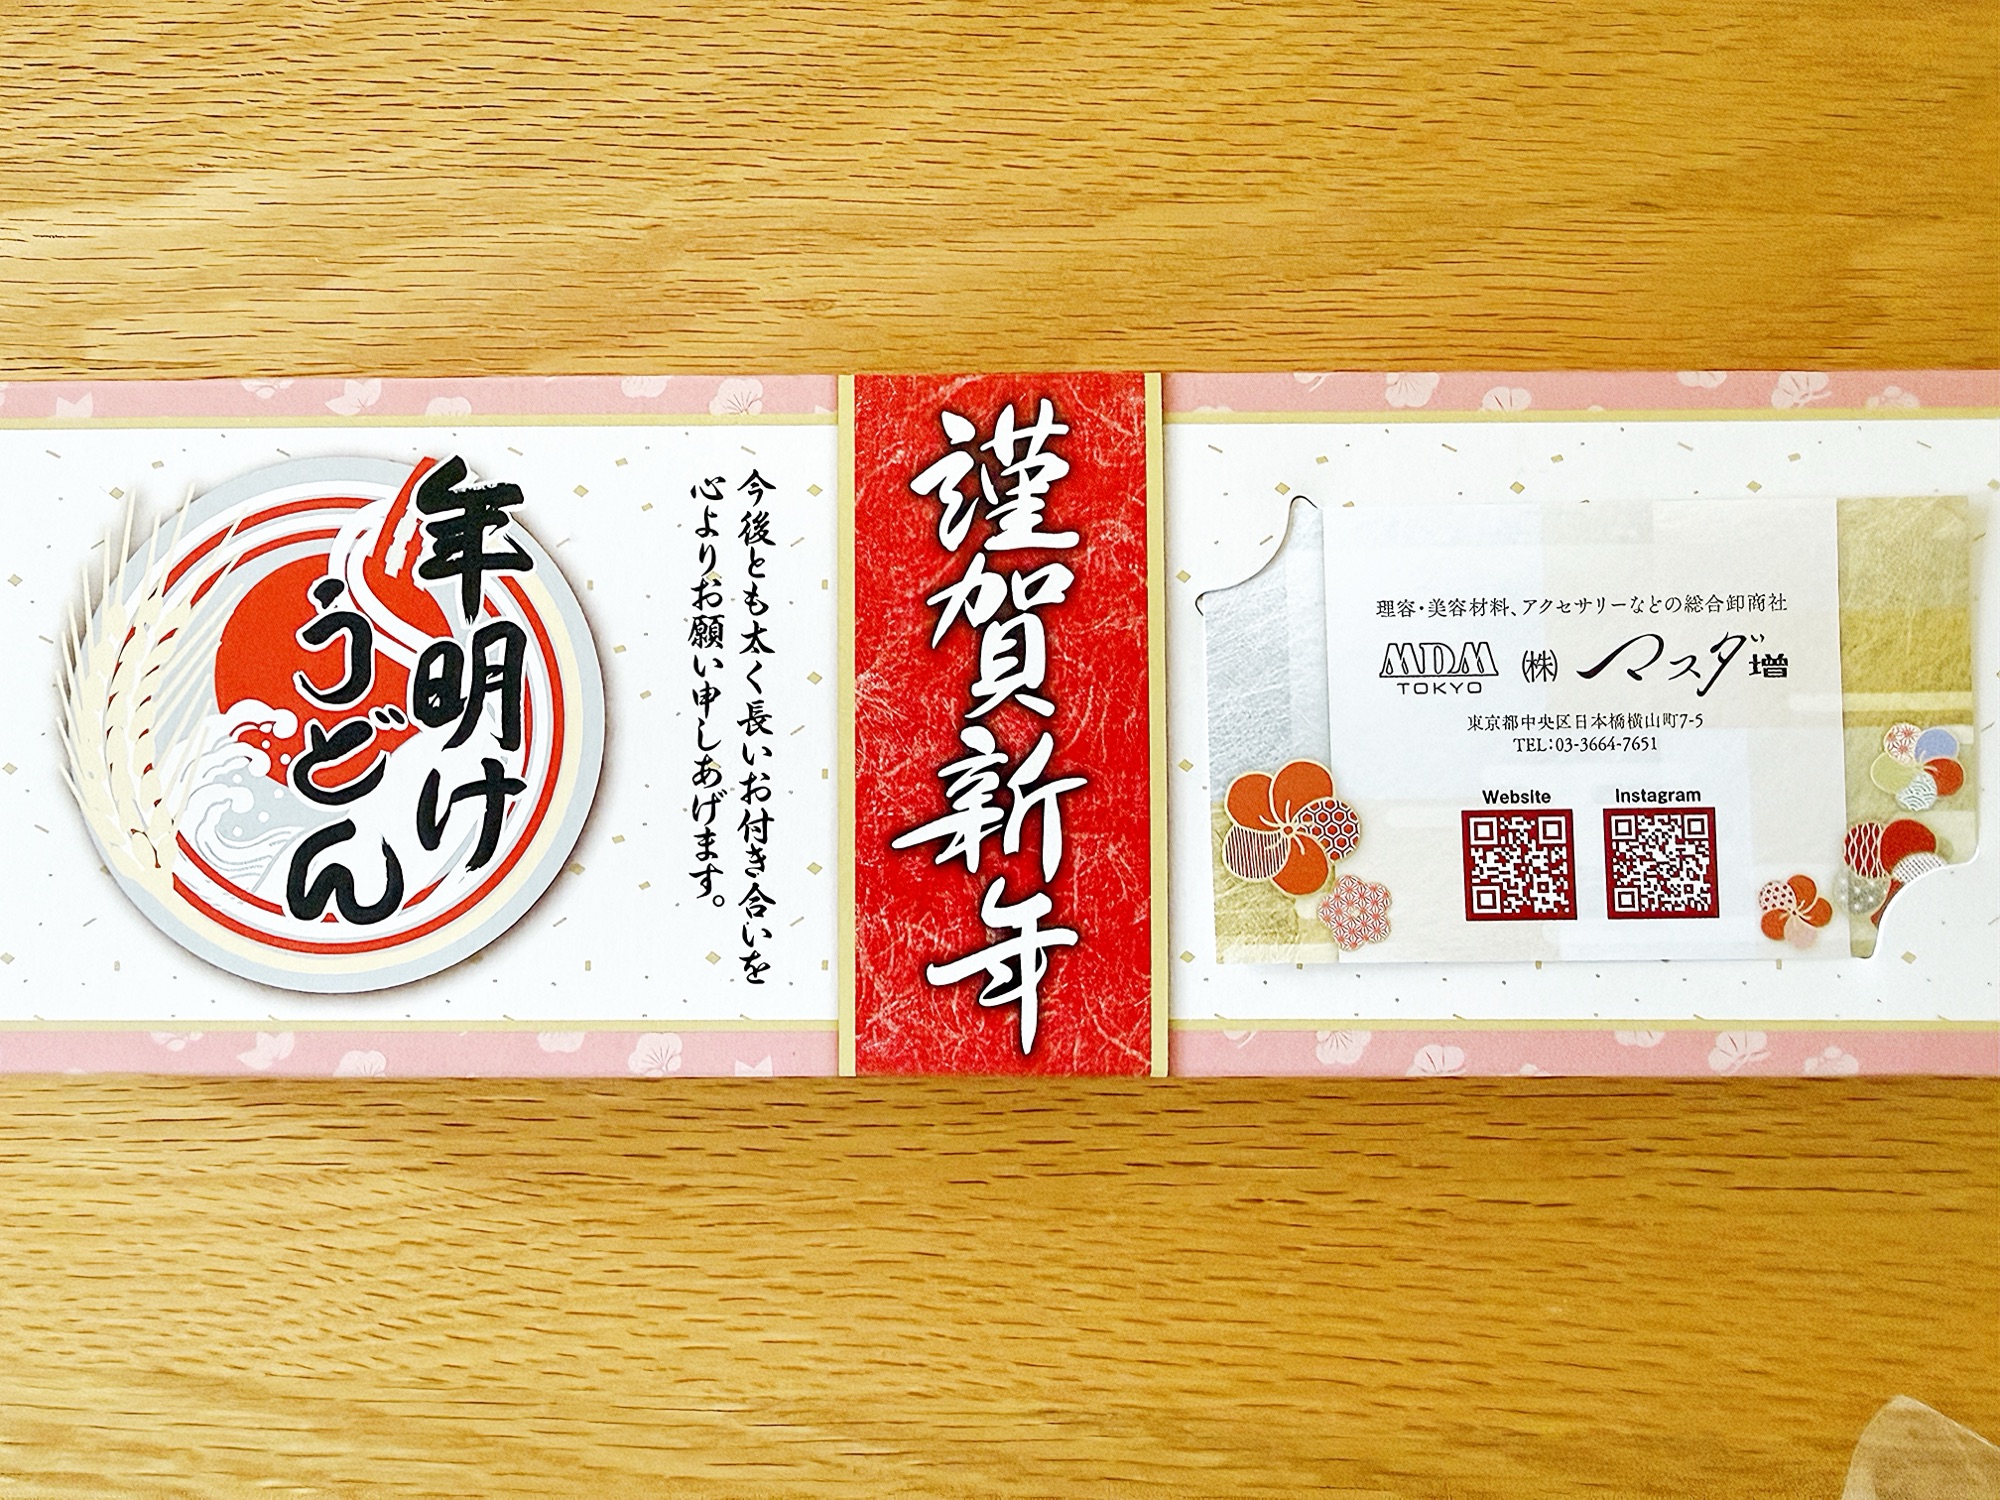 年明け
うどん
今後とも太く長いお付き合いを
心よりお願い申しあげます。
謹賀新年
理容・美容材料、アクセサリーなどの総合卸商社
MDM TOKYO ㈱ マスダ増
東京都中央区日本橋横山町7-5
TEL:03-3664-7651
Website Instagram